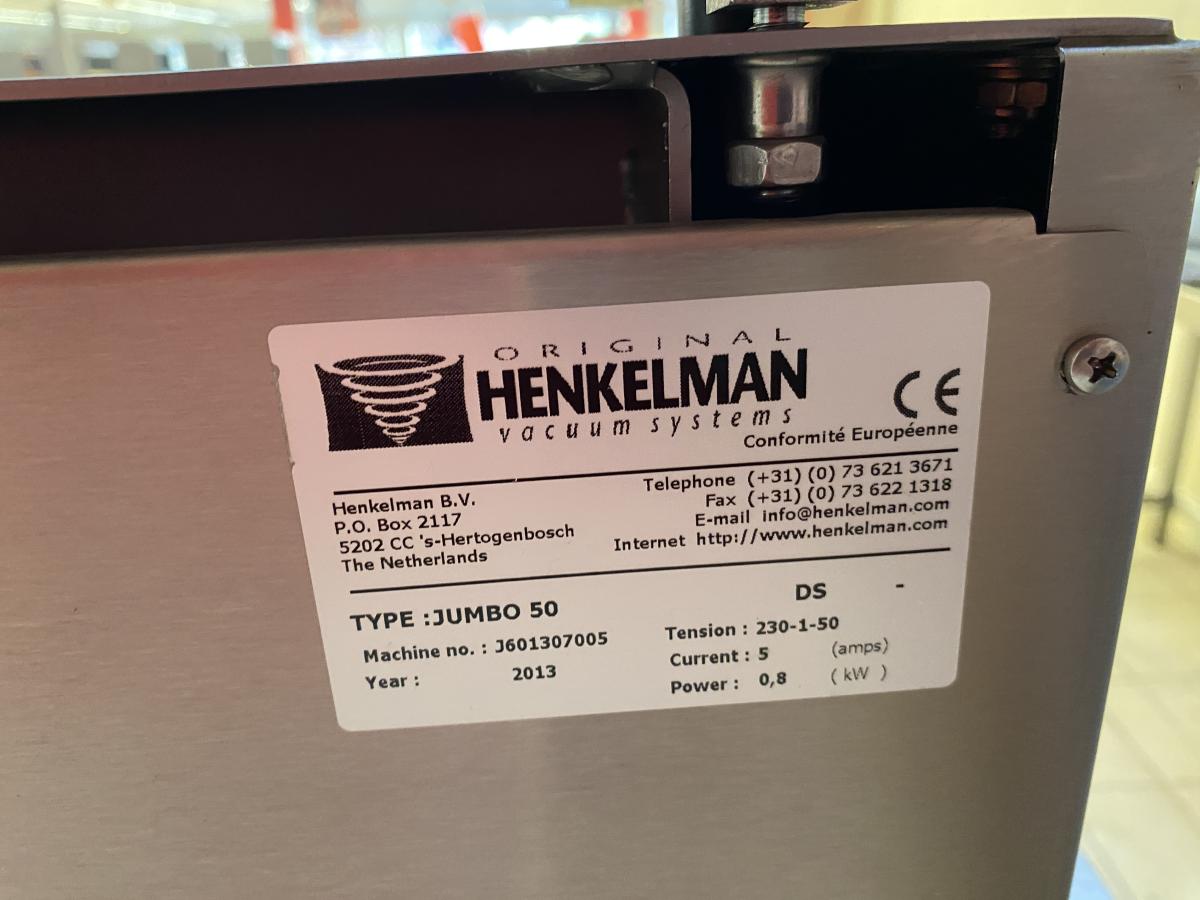 ORIGINAL
HENKELMAN
vacuum systems
CE
Conformité Européenne
Henkelman B.V.
P.O. Box 2117
5202 CC 's-Hertogenbosch
The Netherlands
Telephone (+31) (0) 73 621 3671
Fax (+31) (0) 73 622 1318
E-mail info@henkelman.com
Internet http://www.henkelman.com
TYPE :JUMBO 50
Machine no. : J601307005
Year : 2013
DS -
Tension : 230-1-50
Current : 5 (amps)
Power : 0,8 ( kW )